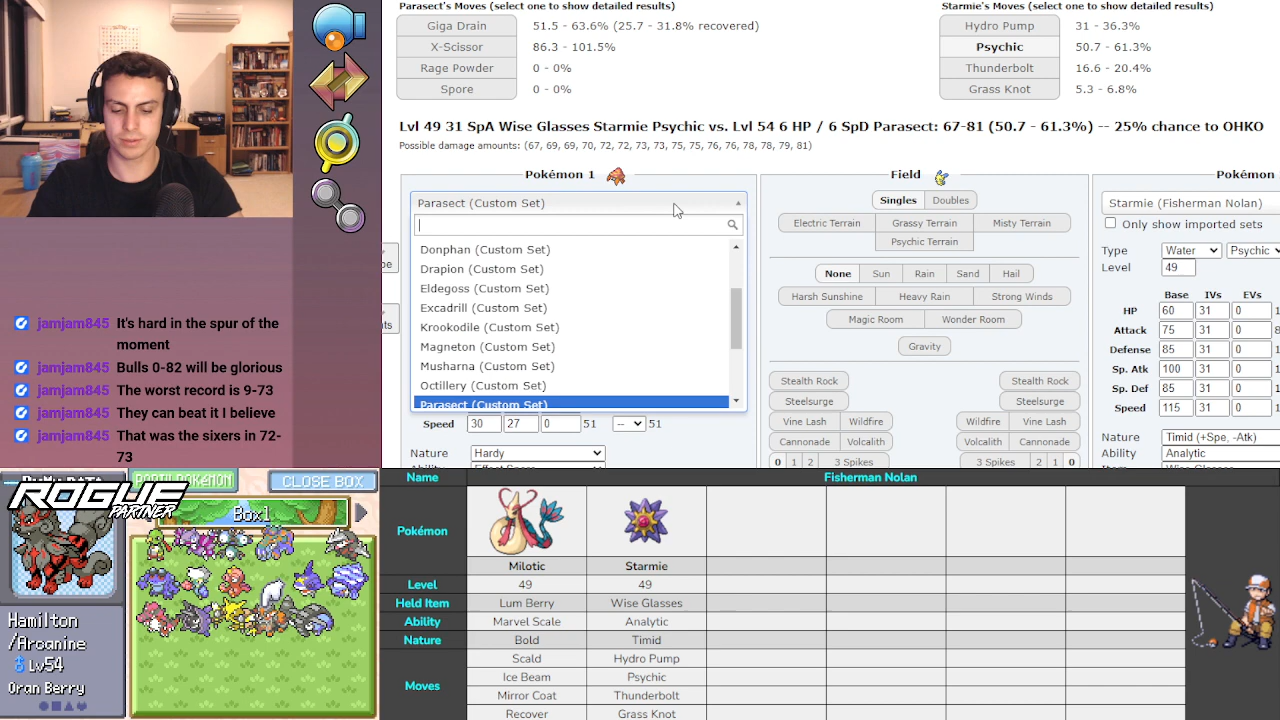 Parasect's Moves (select one to show detailed results)
Giga Drain 51.5 - 63.6% (25.7 - 31.8% recovered)
X-Scissor 86.3 - 101.5%
Rage Powder 0 - 0%
Spore 0 - 0%
Starmie's Moves (select one to show detailed results)
Hydro Pump 31 - 36.3%
Psychic 50.7 - 61.3%
Thunderbolt 16.6 - 20.4%
Grass Knot 5.3 - 6.8%
Lvl 49 31 SpA Wise Glasses Starmie Psychic vs. Lvl 54 6 HP / 6 SpD Parasect: 67-81 (50.7 - 61.3%) -- 25% chance to OHKO
Possible damage amounts: (67, 69, 69, 70, 72, 72, 73, 73, 75, 75, 76, 76, 78, 78, 79, 81)
Pokémon 1
Parasect (Custom Set)
Donphan (Custom Set)
Drapion (Custom Set)
Eldegoss (Custom Set)
Excadrill (Custom Set)
Krookodile (Custom Set)
Magneton (Custom Set)
Musharna (Custom Set)
Octillery (Custom Set)
Parasect (Custom Set)
Speed 30 27 0 51 -- 51
Nature Hardy
Field
Singles Doubles
Electric Terrain Grassy Terrain Misty Terrain
Psychic Terrain
None Sun Rain Sand Hail
Harsh Sunshine Heavy Rain Strong Winds
Magic Room Wonder Room
Gravity
Stealth Rock Stealth Rock
Steelsurge Steelsurge
Vine Lash Wildfire Wildfire Vine Lash
Cannonade Volcalith Volcalith Cannonade
0 1 2 3 Spikes 3 Spikes 2 1 0
Pokémon
Starmie (Fisherman Nolan)
Only show imported sets
Type Water Psychic
Level 49
Base IVs EVs
HP 60 31 0
Attack 75 31 0
Defense 85 31 0
Sp. Atk 100 31 0
Sp. Def 85 31 0
Speed 115 31 0
Nature Timid (+Spe, -Atk)
Ability Analytic
jamjam845 It's hard in the spur of the
moment
jamjam845 Bulls 0-82 will be glorious
jamjam845 The worst record is 9-73
jamjam845 They can beat it I believe
jamjam845 That was the sixers in 72-
73
PARTY POKéMON
CLOSE BOX
ROGUE
PARTNER
Box1
Hamilton
/Arcanine
♂ Lv54
Oran Berry
Name Fisherman Nolan
Pokémon Milotic Starmie
Level 49 49
Held Item Lum Berry Wise Glasses
Ability Marvel Scale Analytic
Nature Bold Timid
Moves
Scald Hydro Pump
Ice Beam Psychic
Mirror Coat Thunderbolt
Recover Grass Knot